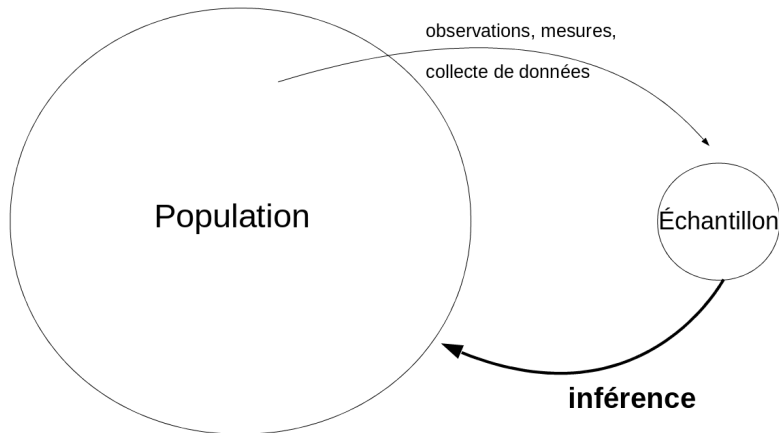 observations, mesures,
collecte de données
Population
Échantillon
inférence